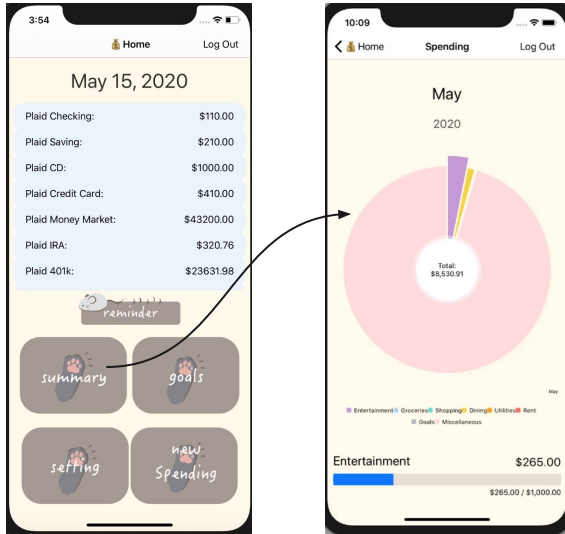 3:54
💰 Home
Log Out
May 15, 2020
Plaid Checking: $110.00
Plaid Saving: $210.00
Plaid CD: $1000.00
Plaid Credit Card: $410.00
Plaid Money Market: $43200.00
Plaid IRA: $320.76
Plaid 401k: $23631.98
reminder
summary
goals
setting
new
Spending
10:09
💰 Home
Spending
Log Out
May
2020
Total:
$8,530.91
May
Entertainment Groceries Shopping Dining Utilities Rent
Goals Miscellaneous
Entertainment $265.00
$265.00 / $1,000.00